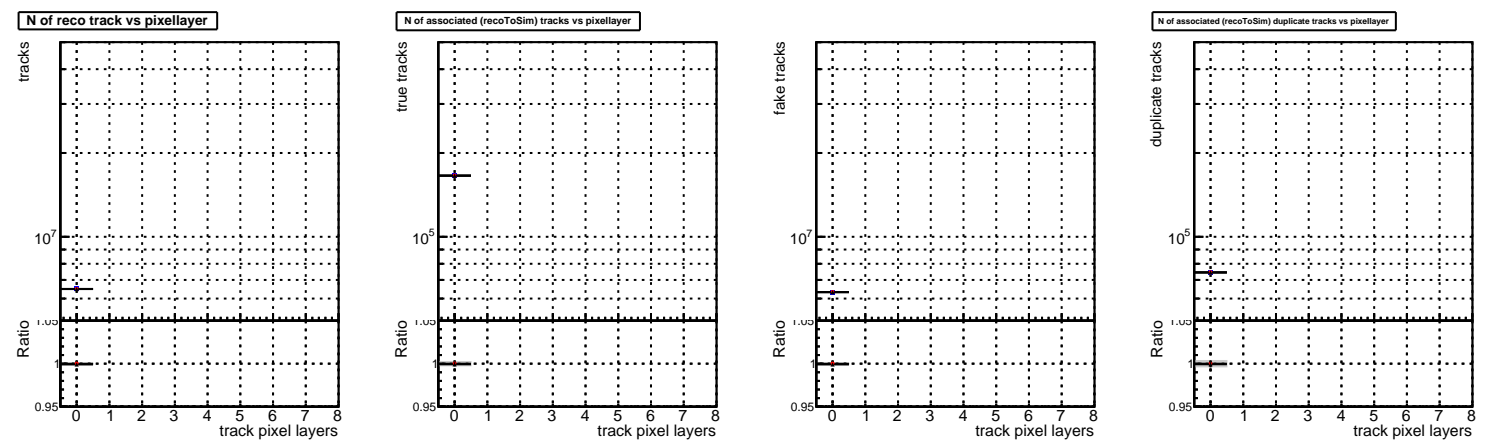 N of reco track vs pixellayer
tracks
10^7
Ratio
1.05
1
0.95
0 1 2 3 4 5 6 7 8
track pixel layers
N of associated (recoToSim) tracks vs pixellayer
true tracks
10^5
Ratio
1.05
1
0.95
0 1 2 3 4 5 6 7 8
track pixel layers
fake tracks
10^7
Ratio
1.05
1
0.95
0 1 2 3 4 5 6 7 8
track pixel layers
N of associated (recoToSim) duplicate tracks vs pixellayer
duplicate tracks
10^5
Ratio
1.05
1
0.95
0 1 2 3 4 5 6 7 8
track pixel layers